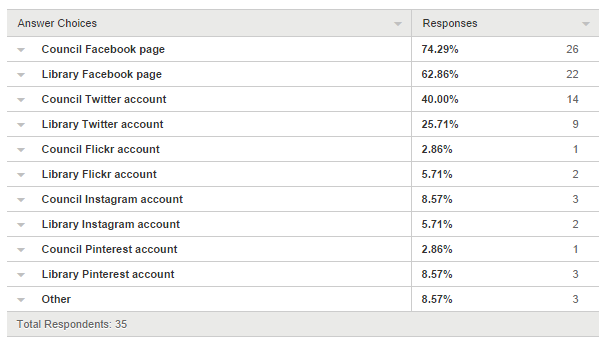 Answer Choices Responses
Council Facebook page 74.29% 26
Library Facebook page 62.86% 22
Council Twitter account 40.00% 14
Library Twitter account 25.71% 9
Council Flickr account 2.86% 1
Library Flickr account 5.71% 2
Council Instagram account 8.57% 3
Library Instagram account 5.71% 2
Council Pinterest account 2.86% 1
Library Pinterest account 8.57% 3
Other 8.57% 3
Total Respondents: 35